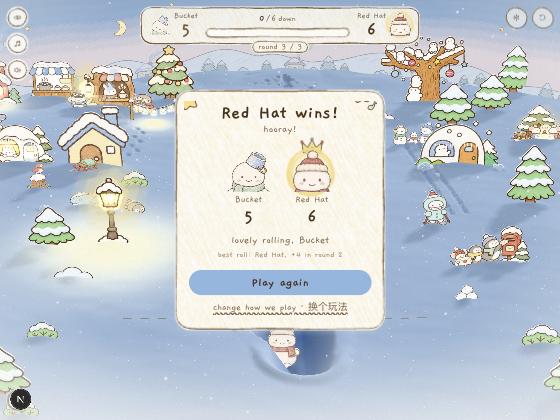 Bucket
5
0 / 6 down
Red Hat
6
round 3 / 3
Red Hat wins!
hooray!
Bucket
5
Red Hat
6
lovely rolling, Bucket
best roll: Red Hat, +4 in round 2
Play again
change how we play · 换个玩法
N